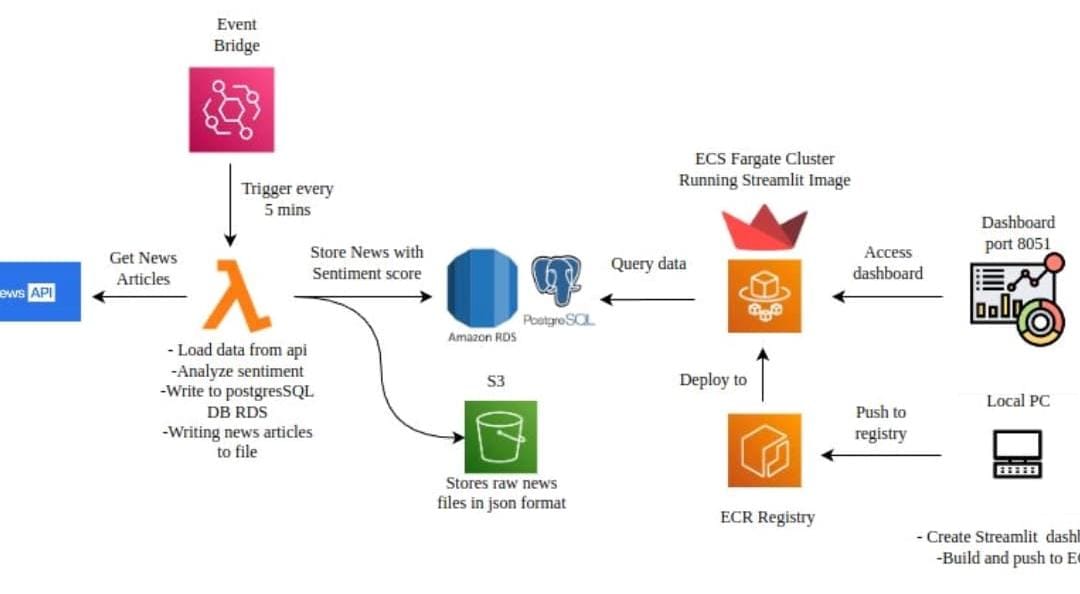 Event
Bridge
Trigger every
5 mins
Get News
Articles
ews API
- Load data from api
-Analyze sentiment
-Write to postgresSQL
DB RDS
-Writing news articles
to file
Store News with
Sentiment score
Amazon RDS
PostgreSQL
S3
Stores raw news
files in json format
Query data
ECS Fargate Cluster
Running Streamlit Image
Deploy to
ECR Registry
Access
dashboard
Dashboard
port 8051
Push to
registry
Local PC
- Create Streamlit dashb
-Build and push to EC